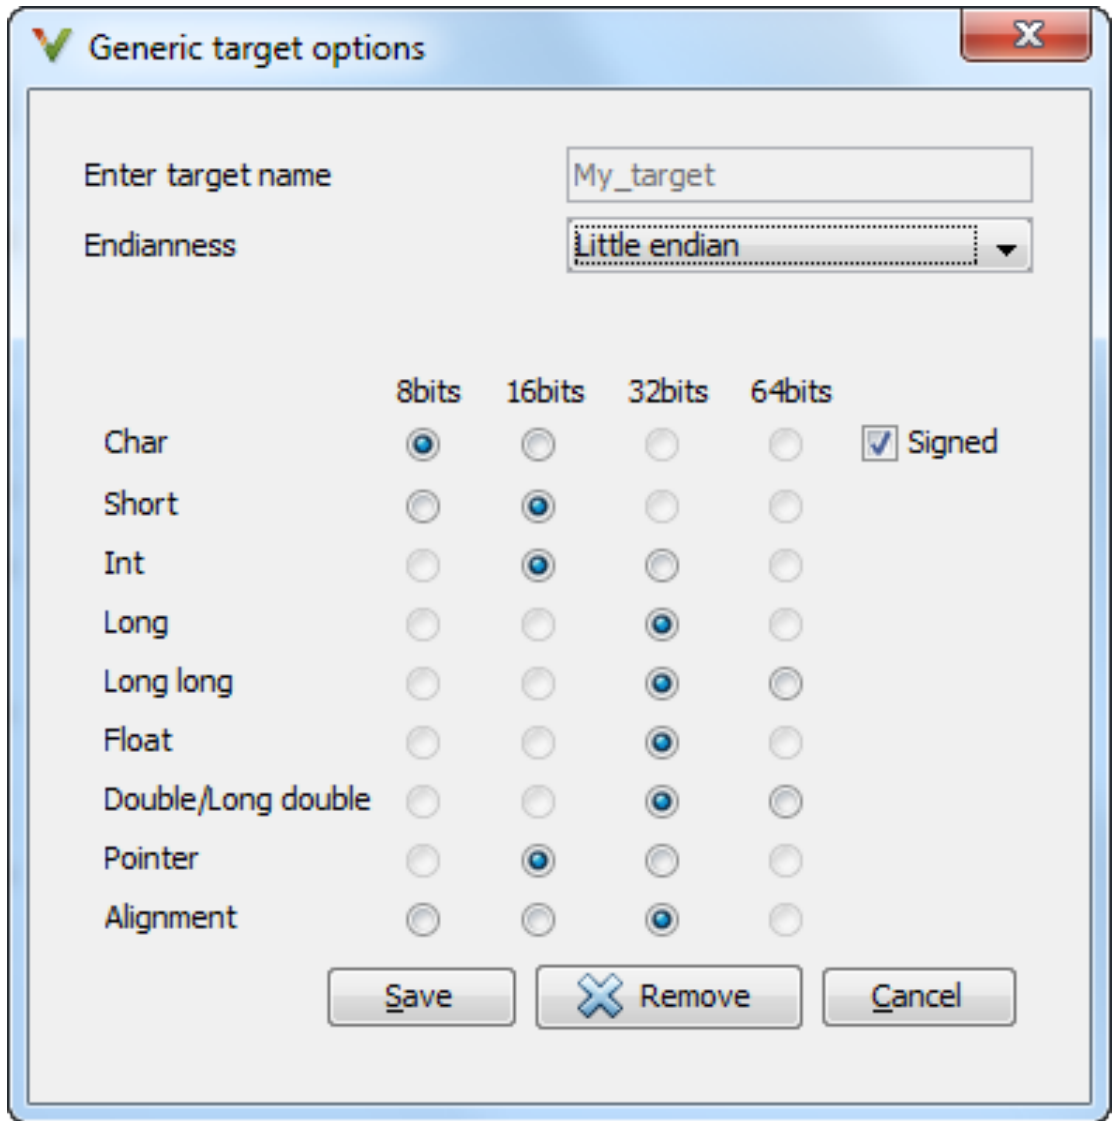 Generic target options
Enter target name My_target
Endianness Little endian
8bits 16bits 32bits 64bits
Char Signed
Short
Int
Long
Long long
Float
Double/Long double
Pointer
Alignment
Save Remove Cancel